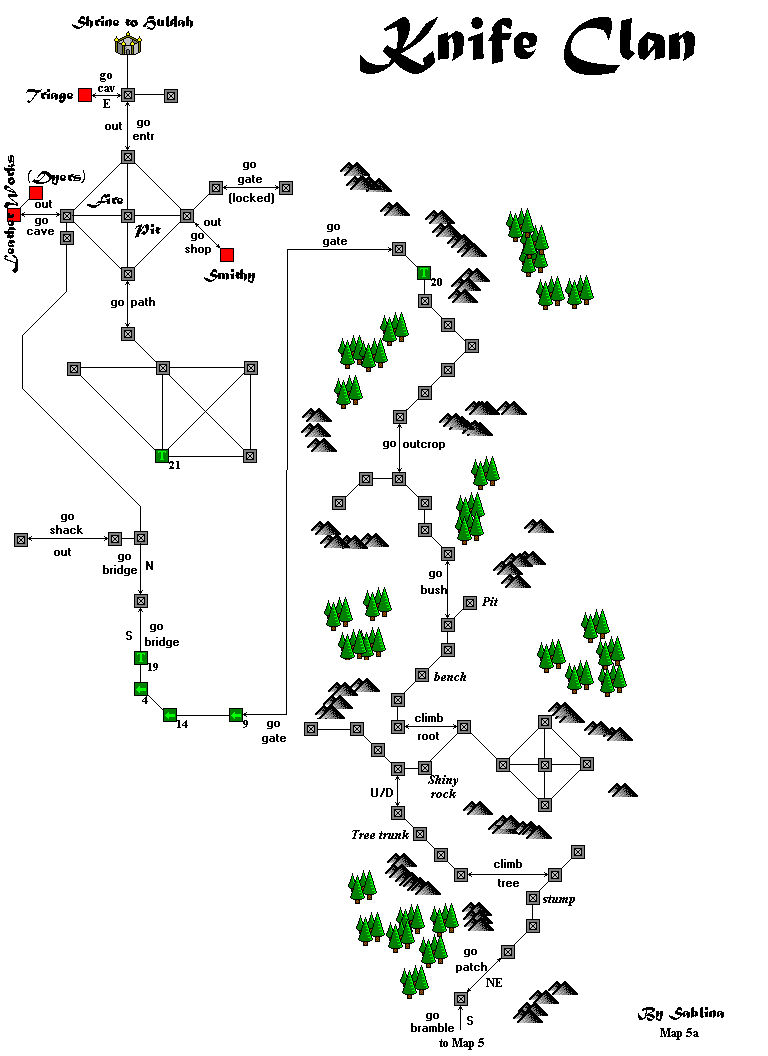 Shrine to Huldah
Knife Clan
go
cav
Triage
E
out
go
entr
Leather Works
(Dyers)
out
go
cave
Fire
Pit
go
gate
(locked)
out
go
shop
Smithy
go
gate
T
20
go path
T
21
go outcrop
go
shack
out
go
bridge
N
go
bush
Pit
S
go
bridge
T
19
4
14
9
go
gate
bench
climb
root
Shiny
rock
U/D
Tree trunk
climb
tree
stump
go
patch
NE
go
bramble
S
to Map 5
By Sablina
Map 5a